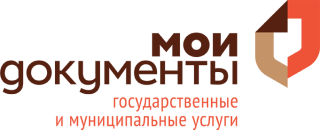 мои
документы
государственные
и муниципальные услуги